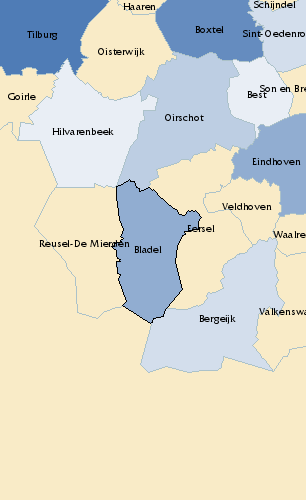 Haaren
Schijndel
Tilburg
Boxtel
Sint-Oedenro
Oisterwijk
Goirle
Best
Son en Bre
Oirschot
Hilvarenbeek
Eindhoven
Veldhoven
Eersel
Waalre
Reusel-De Mierden
Bladel
Bergeijk
Valkenswa